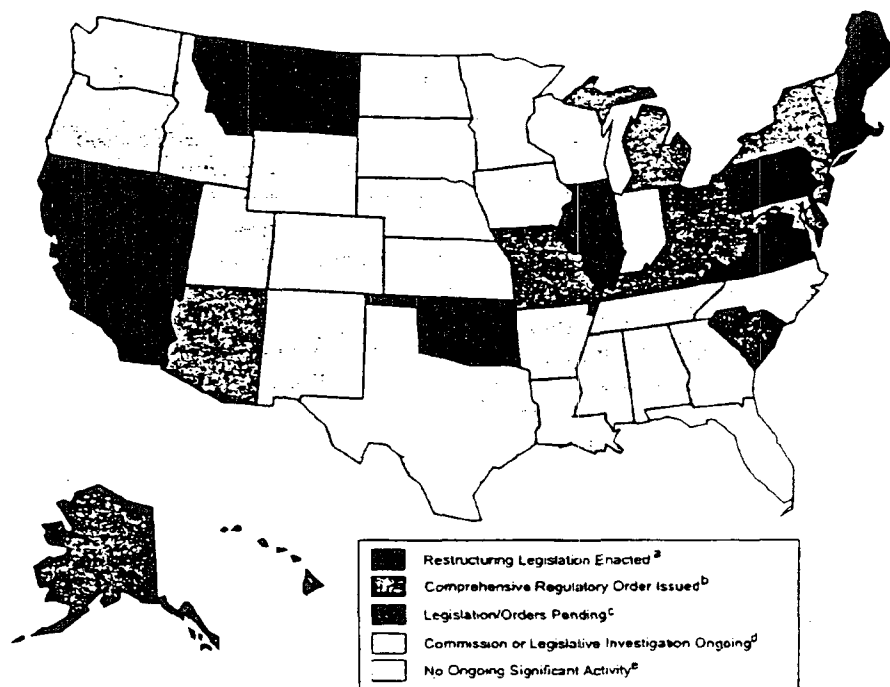 Restructuring Legislation Enacted a
Comprehensive Regulatory Order Issued b
Legislation/Orders Pending c
Commission or Legislative Investigation Ongoing d
No Ongoing Significant Activity e